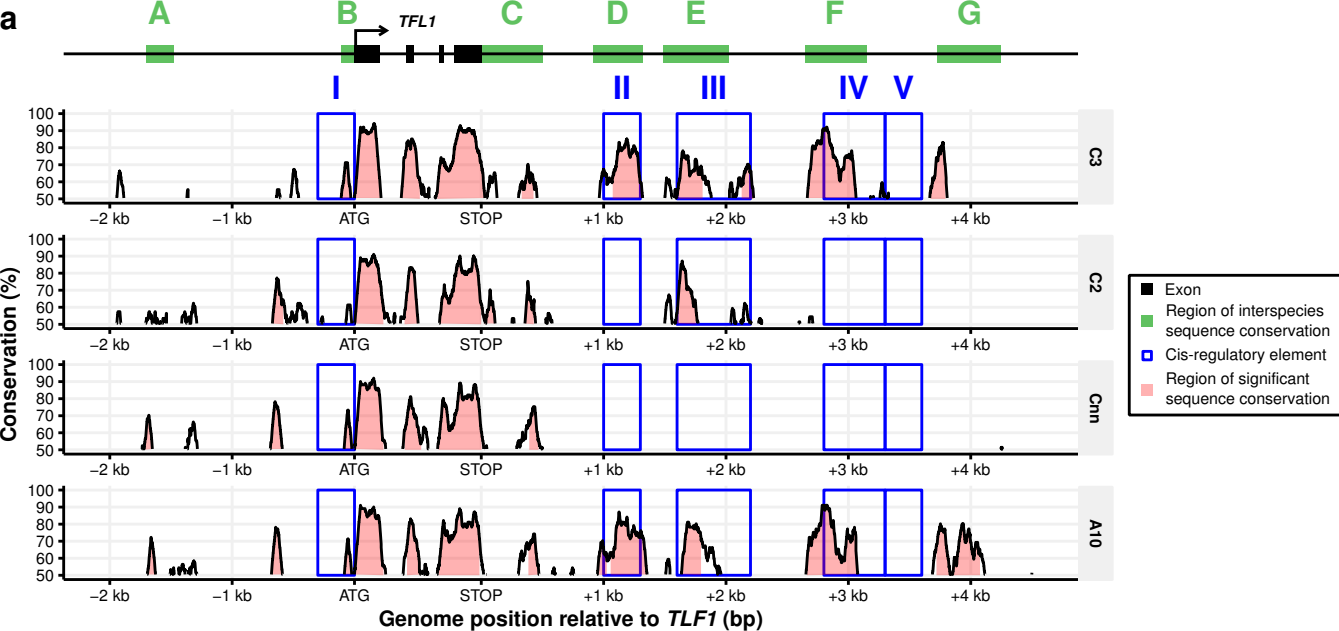 a
A B C D E F G
TFL1
I II III IV V
100
90
80
70
60
50
C3
−2 kb −1 kb ATG STOP +1 kb +2 kb +3 kb +4 kb
100
90
80
70
60
50
C2
−2 kb −1 kb ATG STOP +1 kb +2 kb +3 kb +4 kb
100
90
80
70
60
50
Cnn
−2 kb −1 kb ATG STOP +1 kb +2 kb +3 kb +4 kb
100
90
80
70
60
50
A10
−2 kb −1 kb ATG STOP +1 kb +2 kb +3 kb +4 kb
Conservation (%)
Genome position relative to TLF1 (bp)
Exon
Region of interspecies
sequence conservation
Cis-regulatory element
Region of significant
sequence conservation